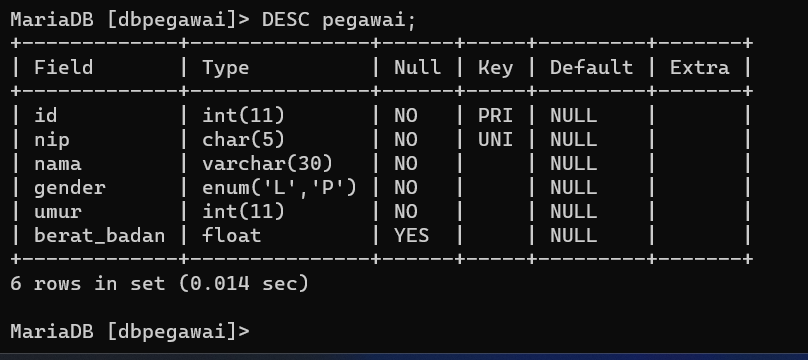 MariaDB [dbpegawai]> DESC pegawai;
+-------------+---------------+------+-----+---------+-------+
| Field       | Type          | Null | Key | Default | Extra |
+-------------+---------------+------+-----+---------+-------+
| id          | int(11)       | NO   | PRI | NULL    |       |
| nip         | char(5)       | NO   | UNI | NULL    |       |
| nama        | varchar(30)   | NO   |     | NULL    |       |
| gender      | enum('L','P') | NO   |     | NULL    |       |
| umur        | int(11)       | NO   |     | NULL    |       |
| berat_badan | float         | YES  |     | NULL    |       |
+-------------+---------------+------+-----+---------+-------+
6 rows in set (0.014 sec)
MariaDB [dbpegawai]>